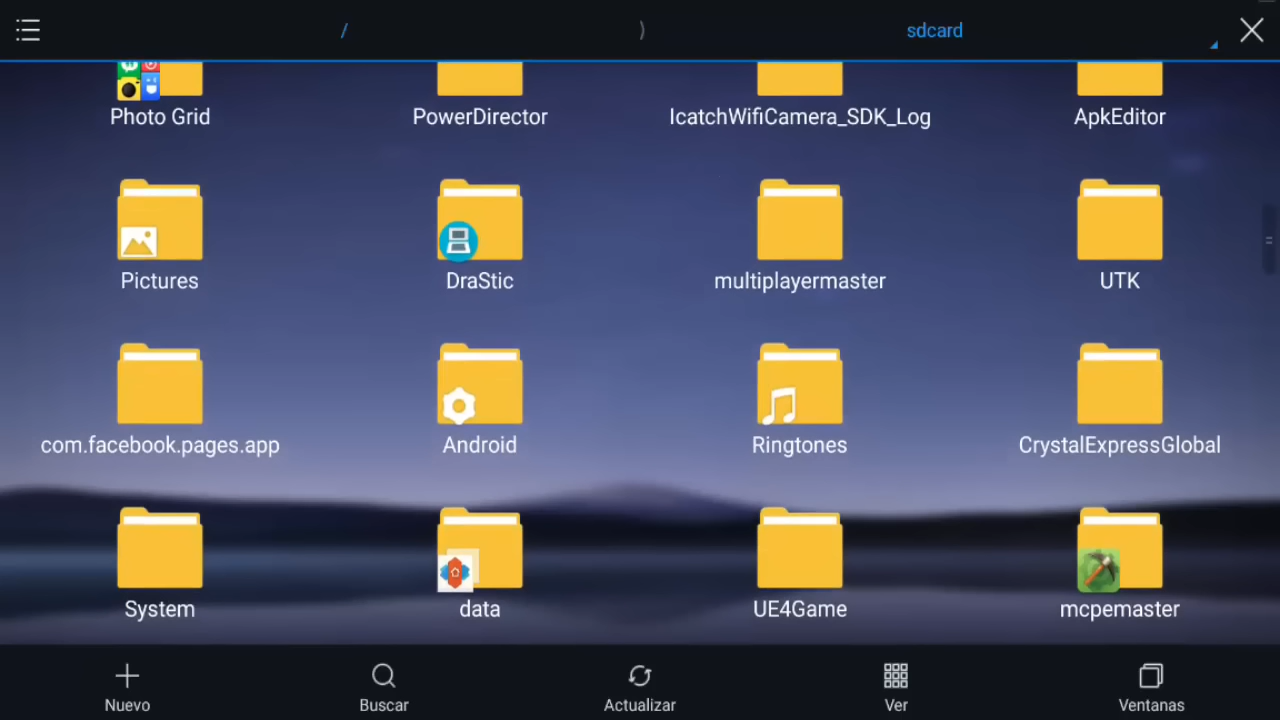 /
sdcard
Photo Grid
PowerDirector
IcatchWifiCamera_SDK_Log
ApkEditor
Pictures
DraStic
multiplayermaster
UTK
com.facebook.pages.app
Android
Ringtones
CrystalExpressGlobal
System
data
UE4Game
mcpemaster
Nuevo
Buscar
Actualizar
Ver
Ventanas